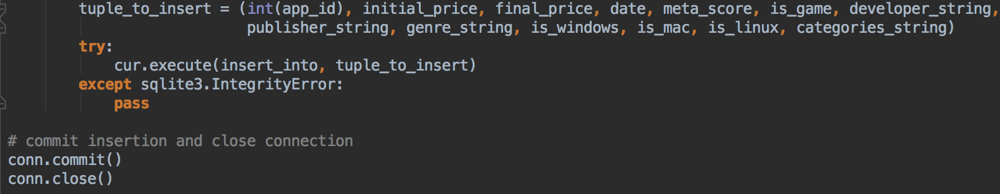 tuple_to_insert = (int(app_id), initial_price, final_price, date, meta_score, is_game, developer_string,
publisher_string, genre_string, is_windows, is_mac, is_linux, categories_string)
try:
cur.execute(insert_into, tuple_to_insert)
except sqlite3.IntegrityError:
pass
# commit insertion and close connection
conn.commit()
conn.close()